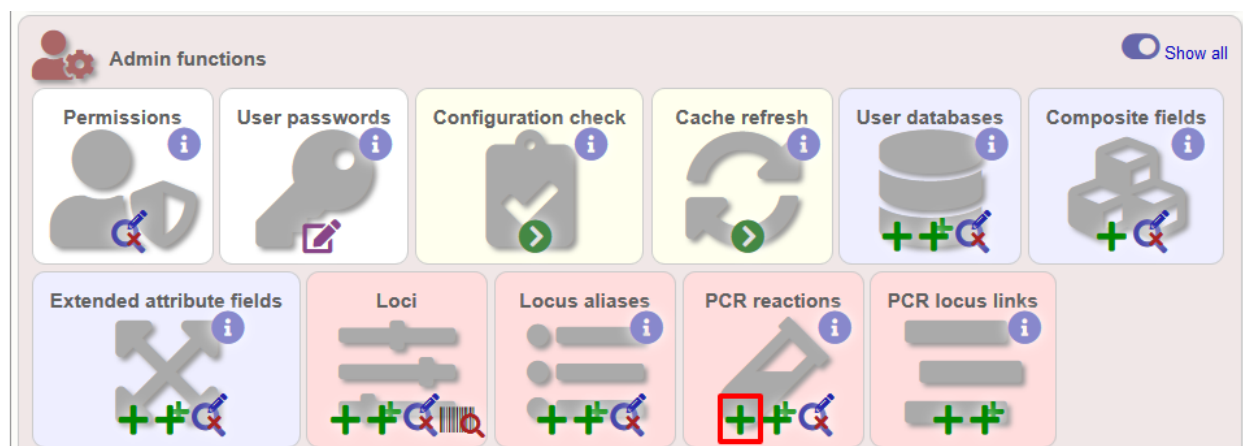 Admin functions
Show all
Permissions
User passwords
Configuration check
Cache refresh
User databases
Composite fields
Extended attribute fields
Loci
Locus aliases
PCR reactions
PCR locus links